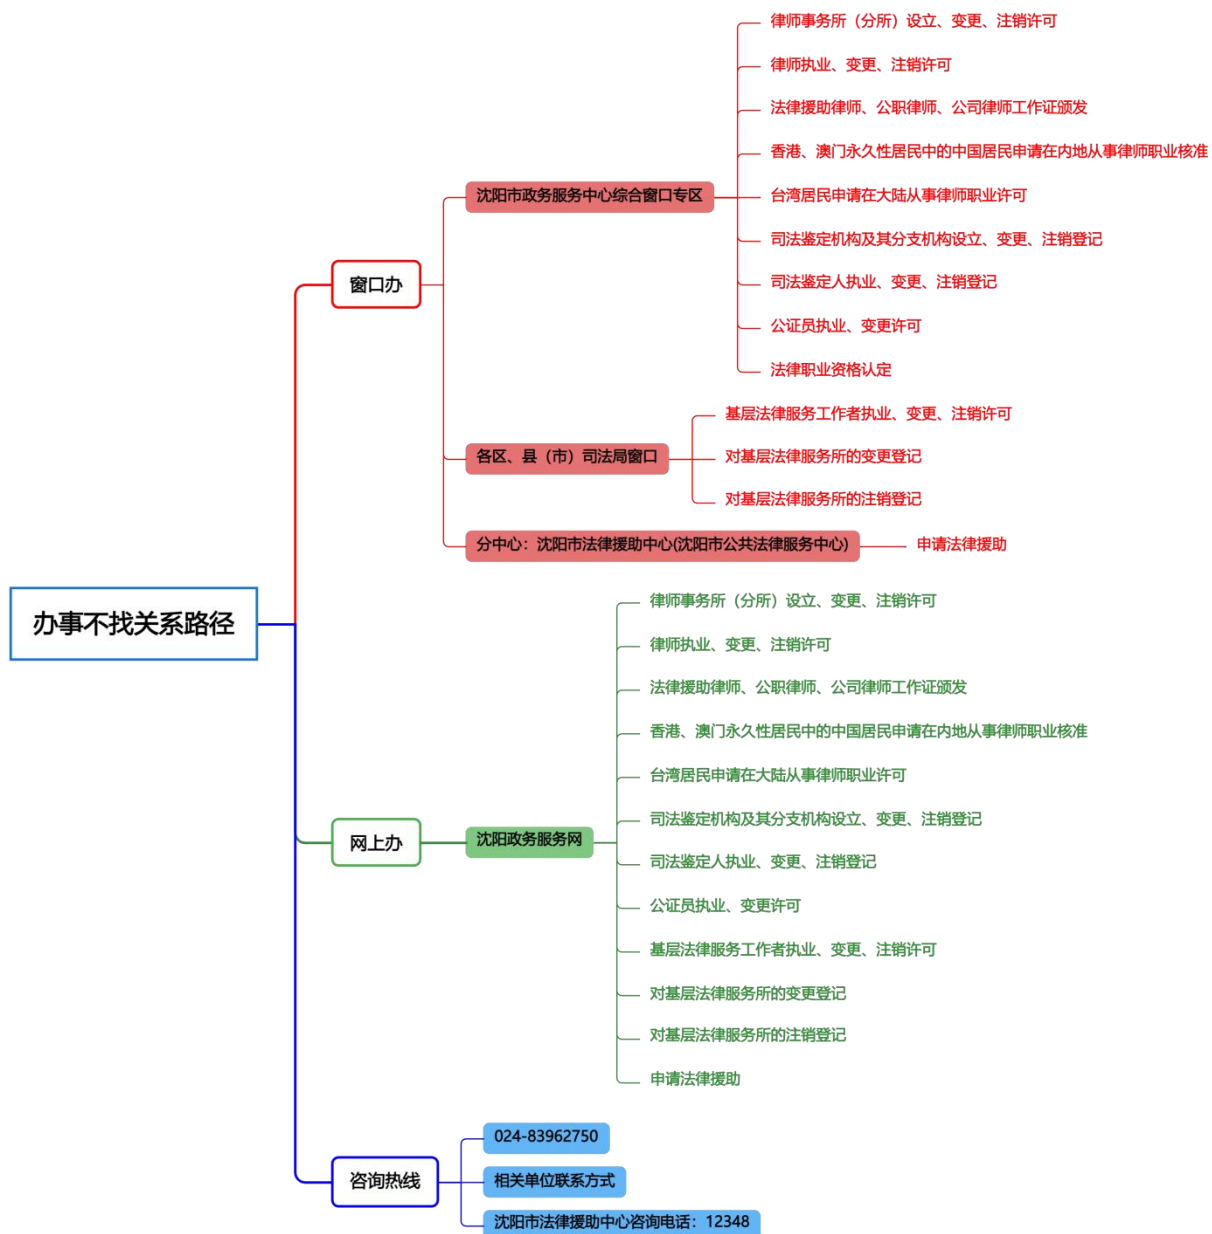 办事不找关系路径
窗口办
沈阳市政务服务中心综合窗口专区
律师事务所（分所）设立、变更、注销许可
律师执业、变更、注销许可
法律援助律师、公职律师、公司律师工作证颁发
香港、澳门永久性居民中的中国居民申请在内地从事律师职业核准
台湾居民申请在大陆从事律师职业许可
司法鉴定机构及其分支机构设立、变更、注销登记
司法鉴定人执业、变更、注销登记
公证员执业、变更许可
法律职业资格认定
各区、县（市）司法局窗口
基层法律服务工作者执业、变更、注销许可
对基层法律服务所的变更登记
对基层法律服务所的注销登记
分中心：沈阳市法律援助中心(沈阳市公共法律服务中心)
申请法律援助
网上办
沈阳政务服务网
律师事务所（分所）设立、变更、注销许可
律师执业、变更、注销许可
法律援助律师、公职律师、公司律师工作证颁发
香港、澳门永久性居民中的中国居民申请在内地从事律师职业核准
台湾居民申请在大陆从事律师职业许可
司法鉴定机构及其分支机构设立、变更、注销登记
司法鉴定人执业、变更、注销登记
公证员执业、变更许可
基层法律服务工作者执业、变更、注销许可
对基层法律服务所的变更登记
对基层法律服务所的注销登记
申请法律援助
咨询热线
024-83962750
相关单位联系方式
沈阳市法律援助中心咨询电话：12348